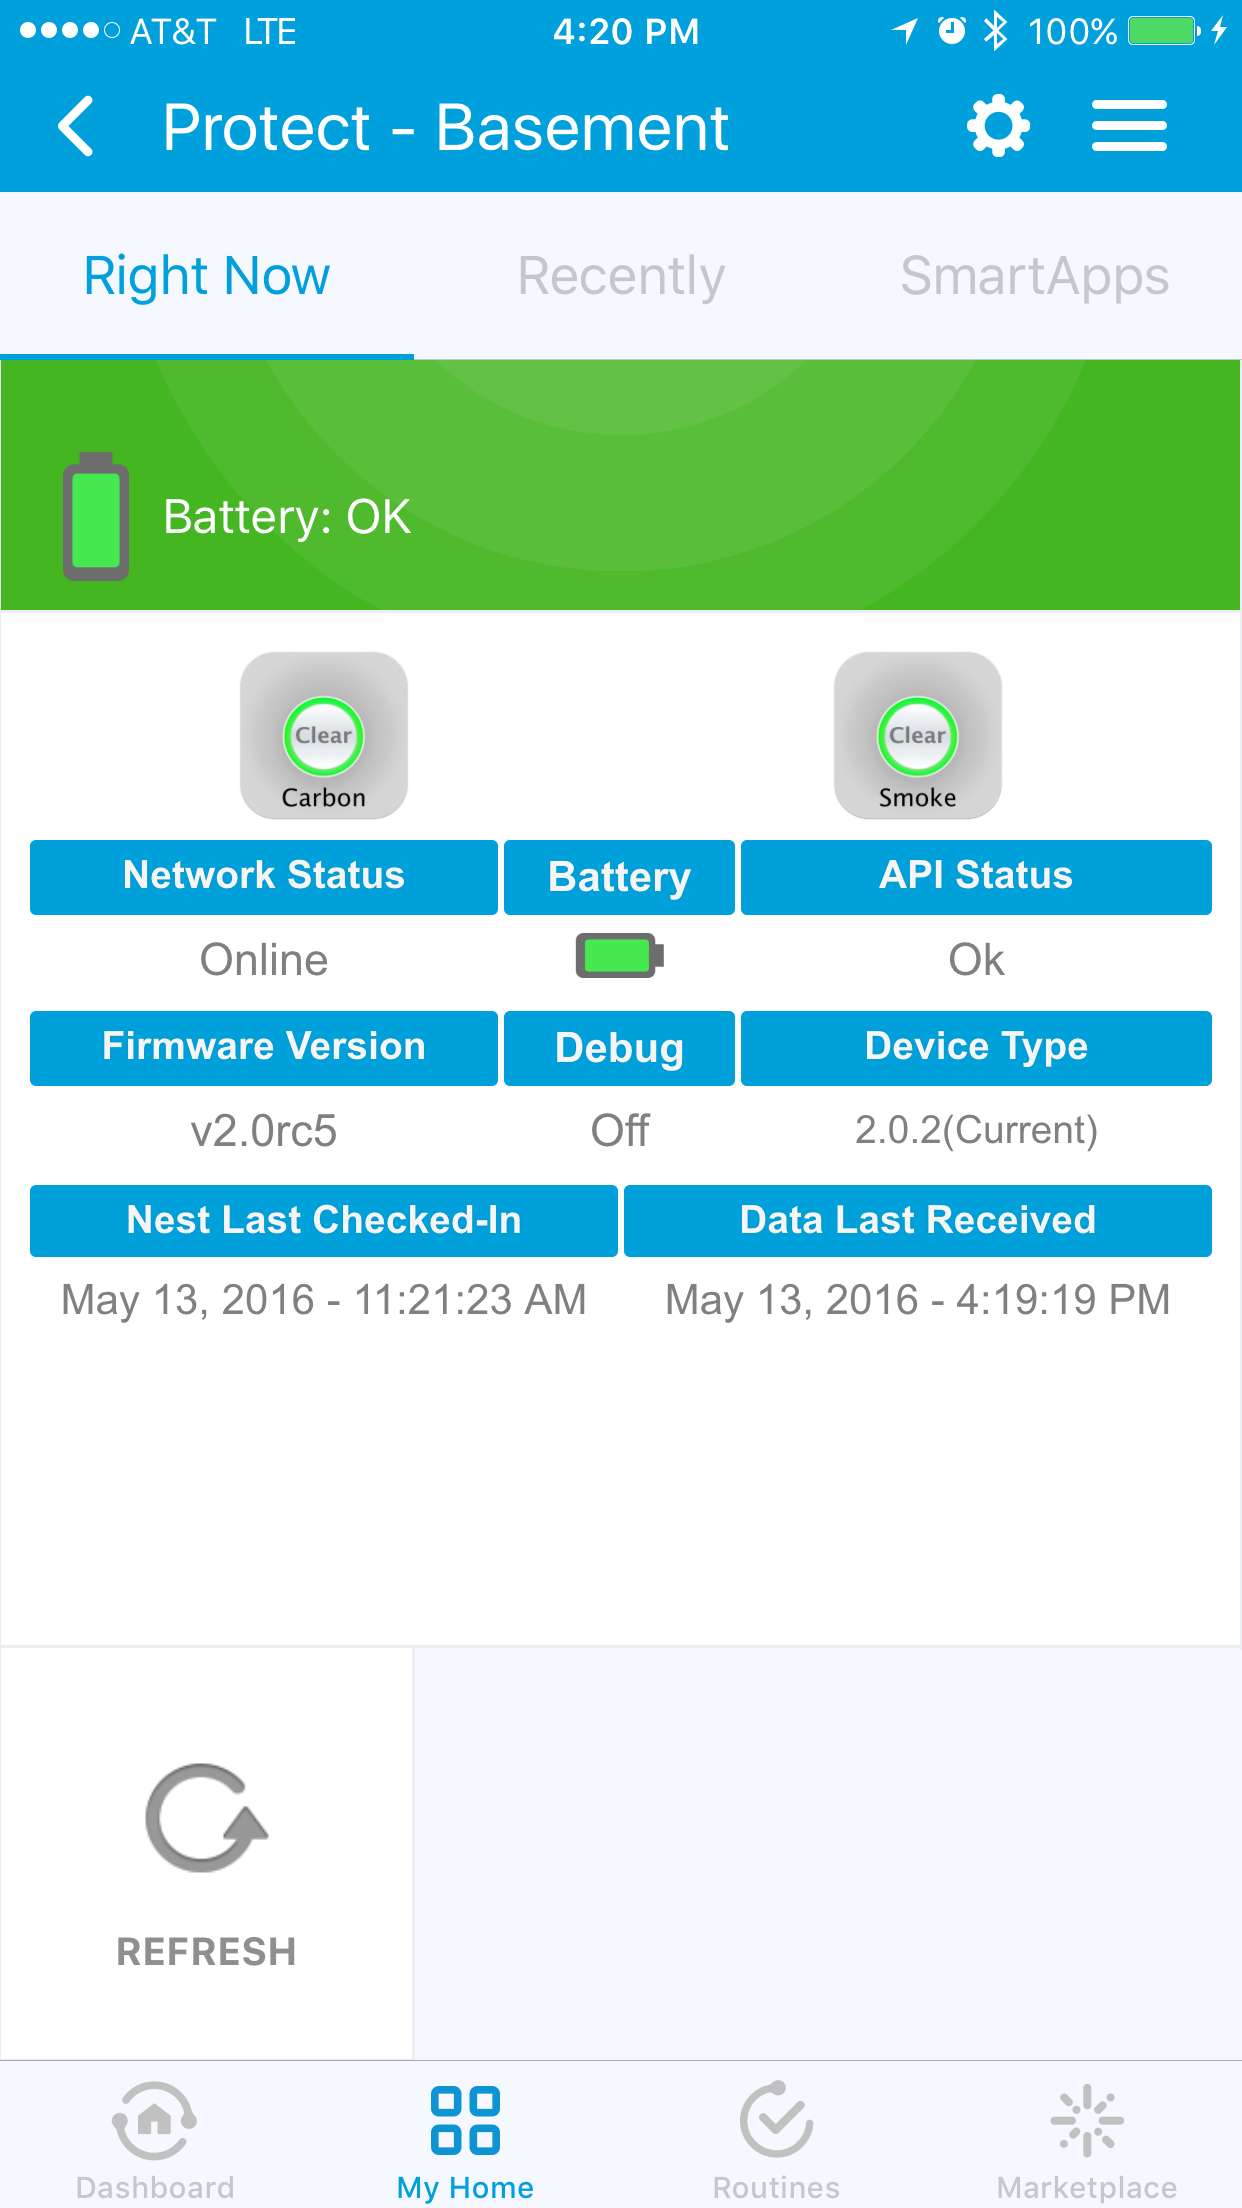 AT&T LTE 4:20 PM 100%
Protect - Basement
Right Now Recently SmartApps
Battery: OK
Clear Clear
Carbon Smoke
Network Status Battery API Status
Online Ok
Firmware Version Debug Device Type
v2.0rc5 Off 2.0.2(Current)
Nest Last Checked-In Data Last Received
May 13, 2016 - 11:21:23 AM May 13, 2016 - 4:19:19 PM
REFRESH
Dashboard My Home Routines Marketplace